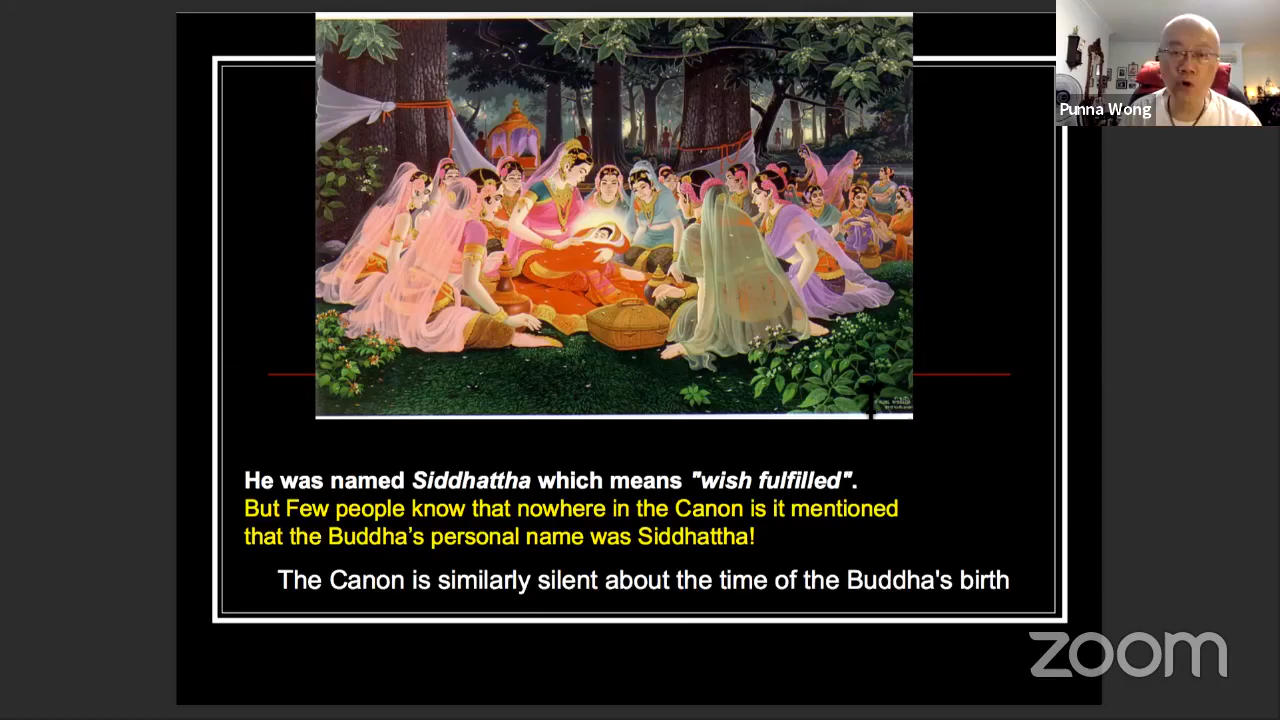 Punna Wong
He was named Siddhattha which means "wish fulfilled".
But Few people know that nowhere in the Canon is it mentioned
that the Buddha’s personal name was Siddhattha!
The Canon is similarly silent about the time of the Buddha's birth
zoom